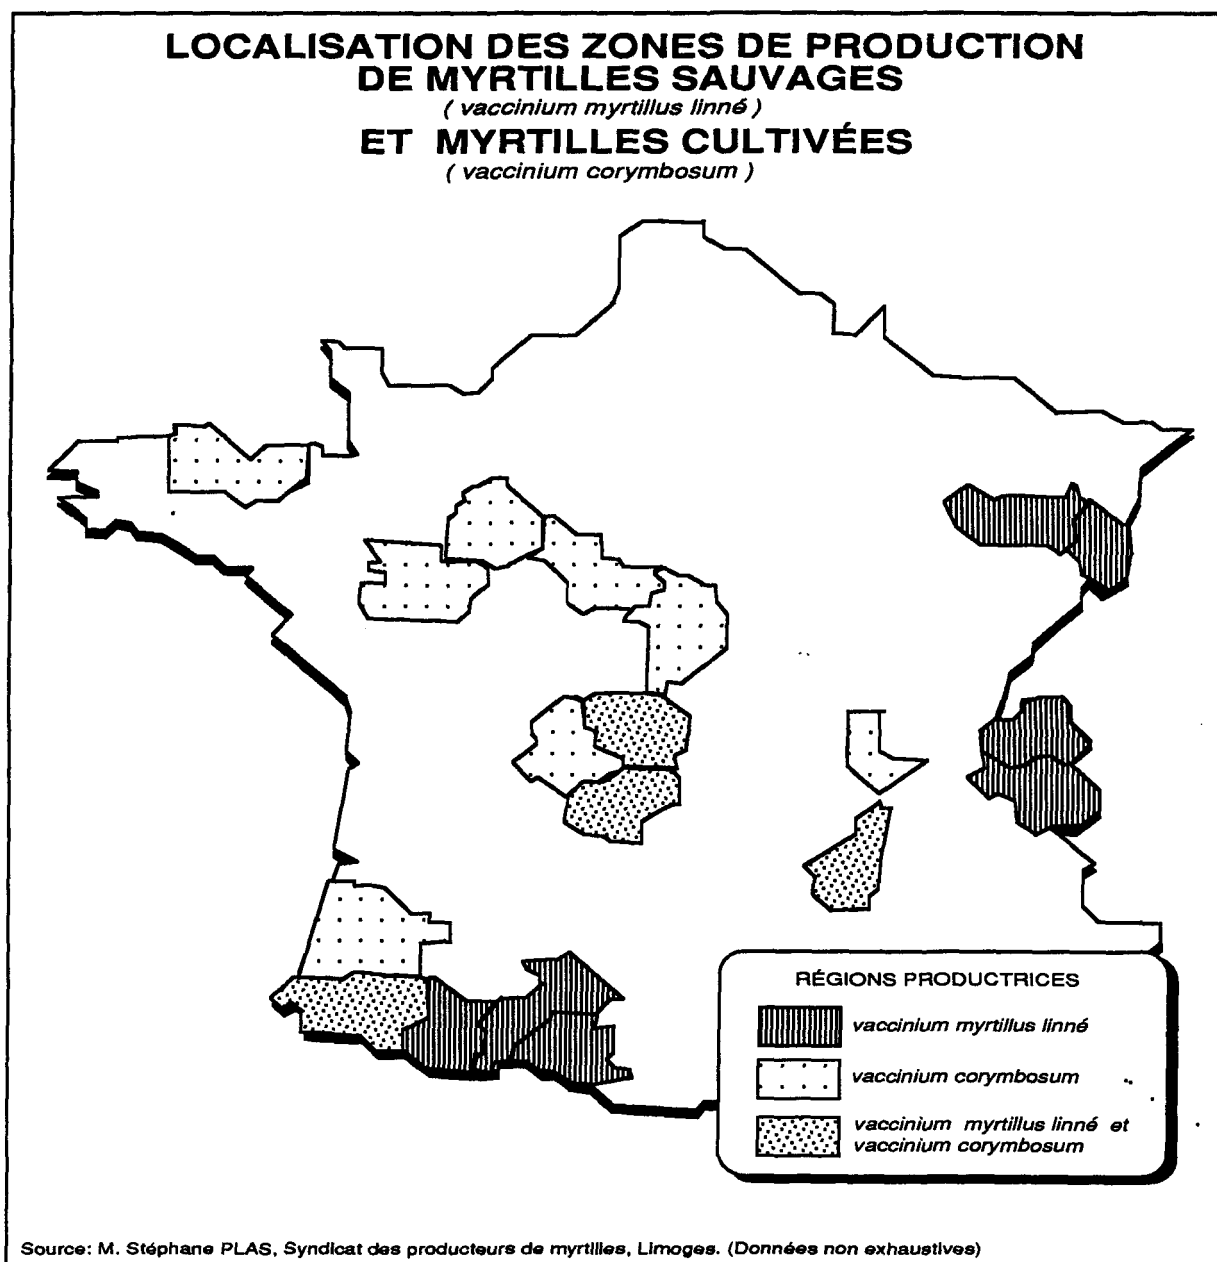 LOCALISATION DES ZONES DE PRODUCTION
DE MYRTILLES SAUVAGES
( vaccinium myrtillus linné )
ET MYRTILLES CULTIVÉES
( vaccinium corymbosum )
RÉGIONS PRODUCTRICES
vaccinium myrtillus linné
vaccinium corymbosum
vaccinium myrtillus linné et
vaccinium corymbosum
Source: M. Stéphane PLAS, Syndicat des producteurs de myrtilles, Limoges. (Données non exhaustives)